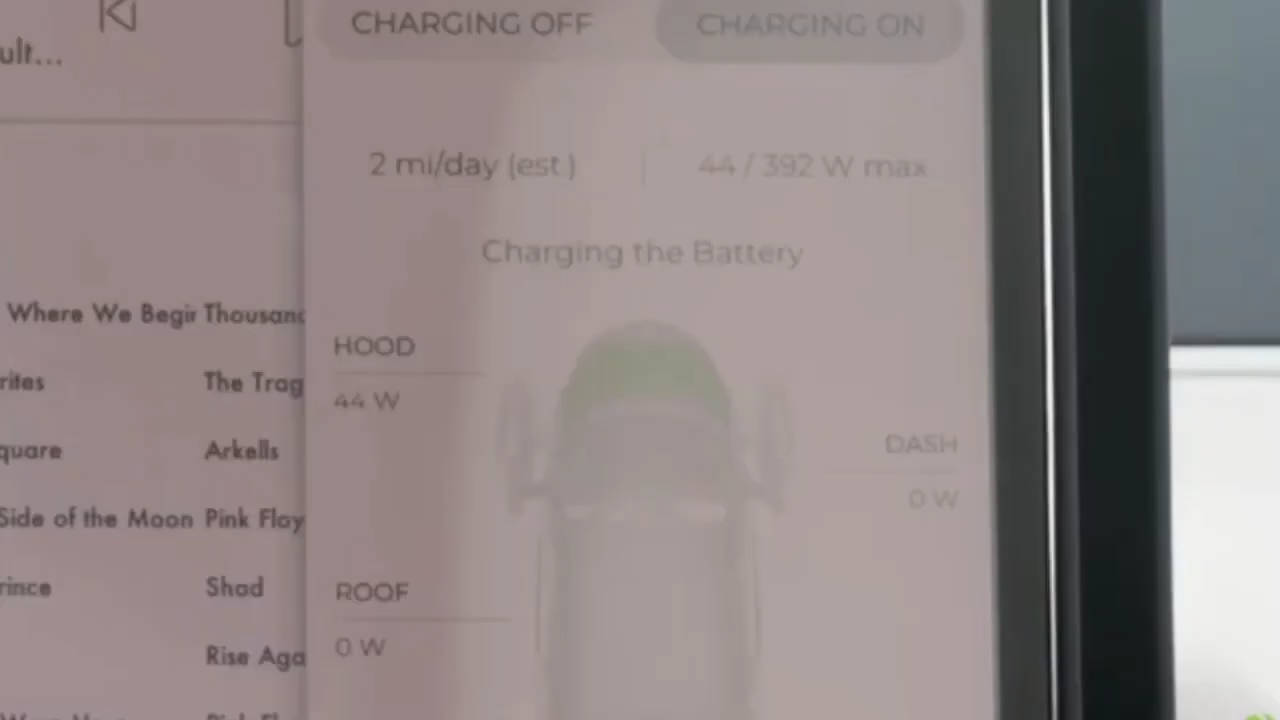 ult...
CHARGING OFF
CHARGING ON
2 mi/day (est.)
44 / 392 W max
Charging the Battery
Where We Begin Thousand
HOOD
rites The Trag
44 W
quare Arkells
DASH
0 W
Side of the Moon Pink Floy
rince Shad
ROOF
0 W
Rise Aga